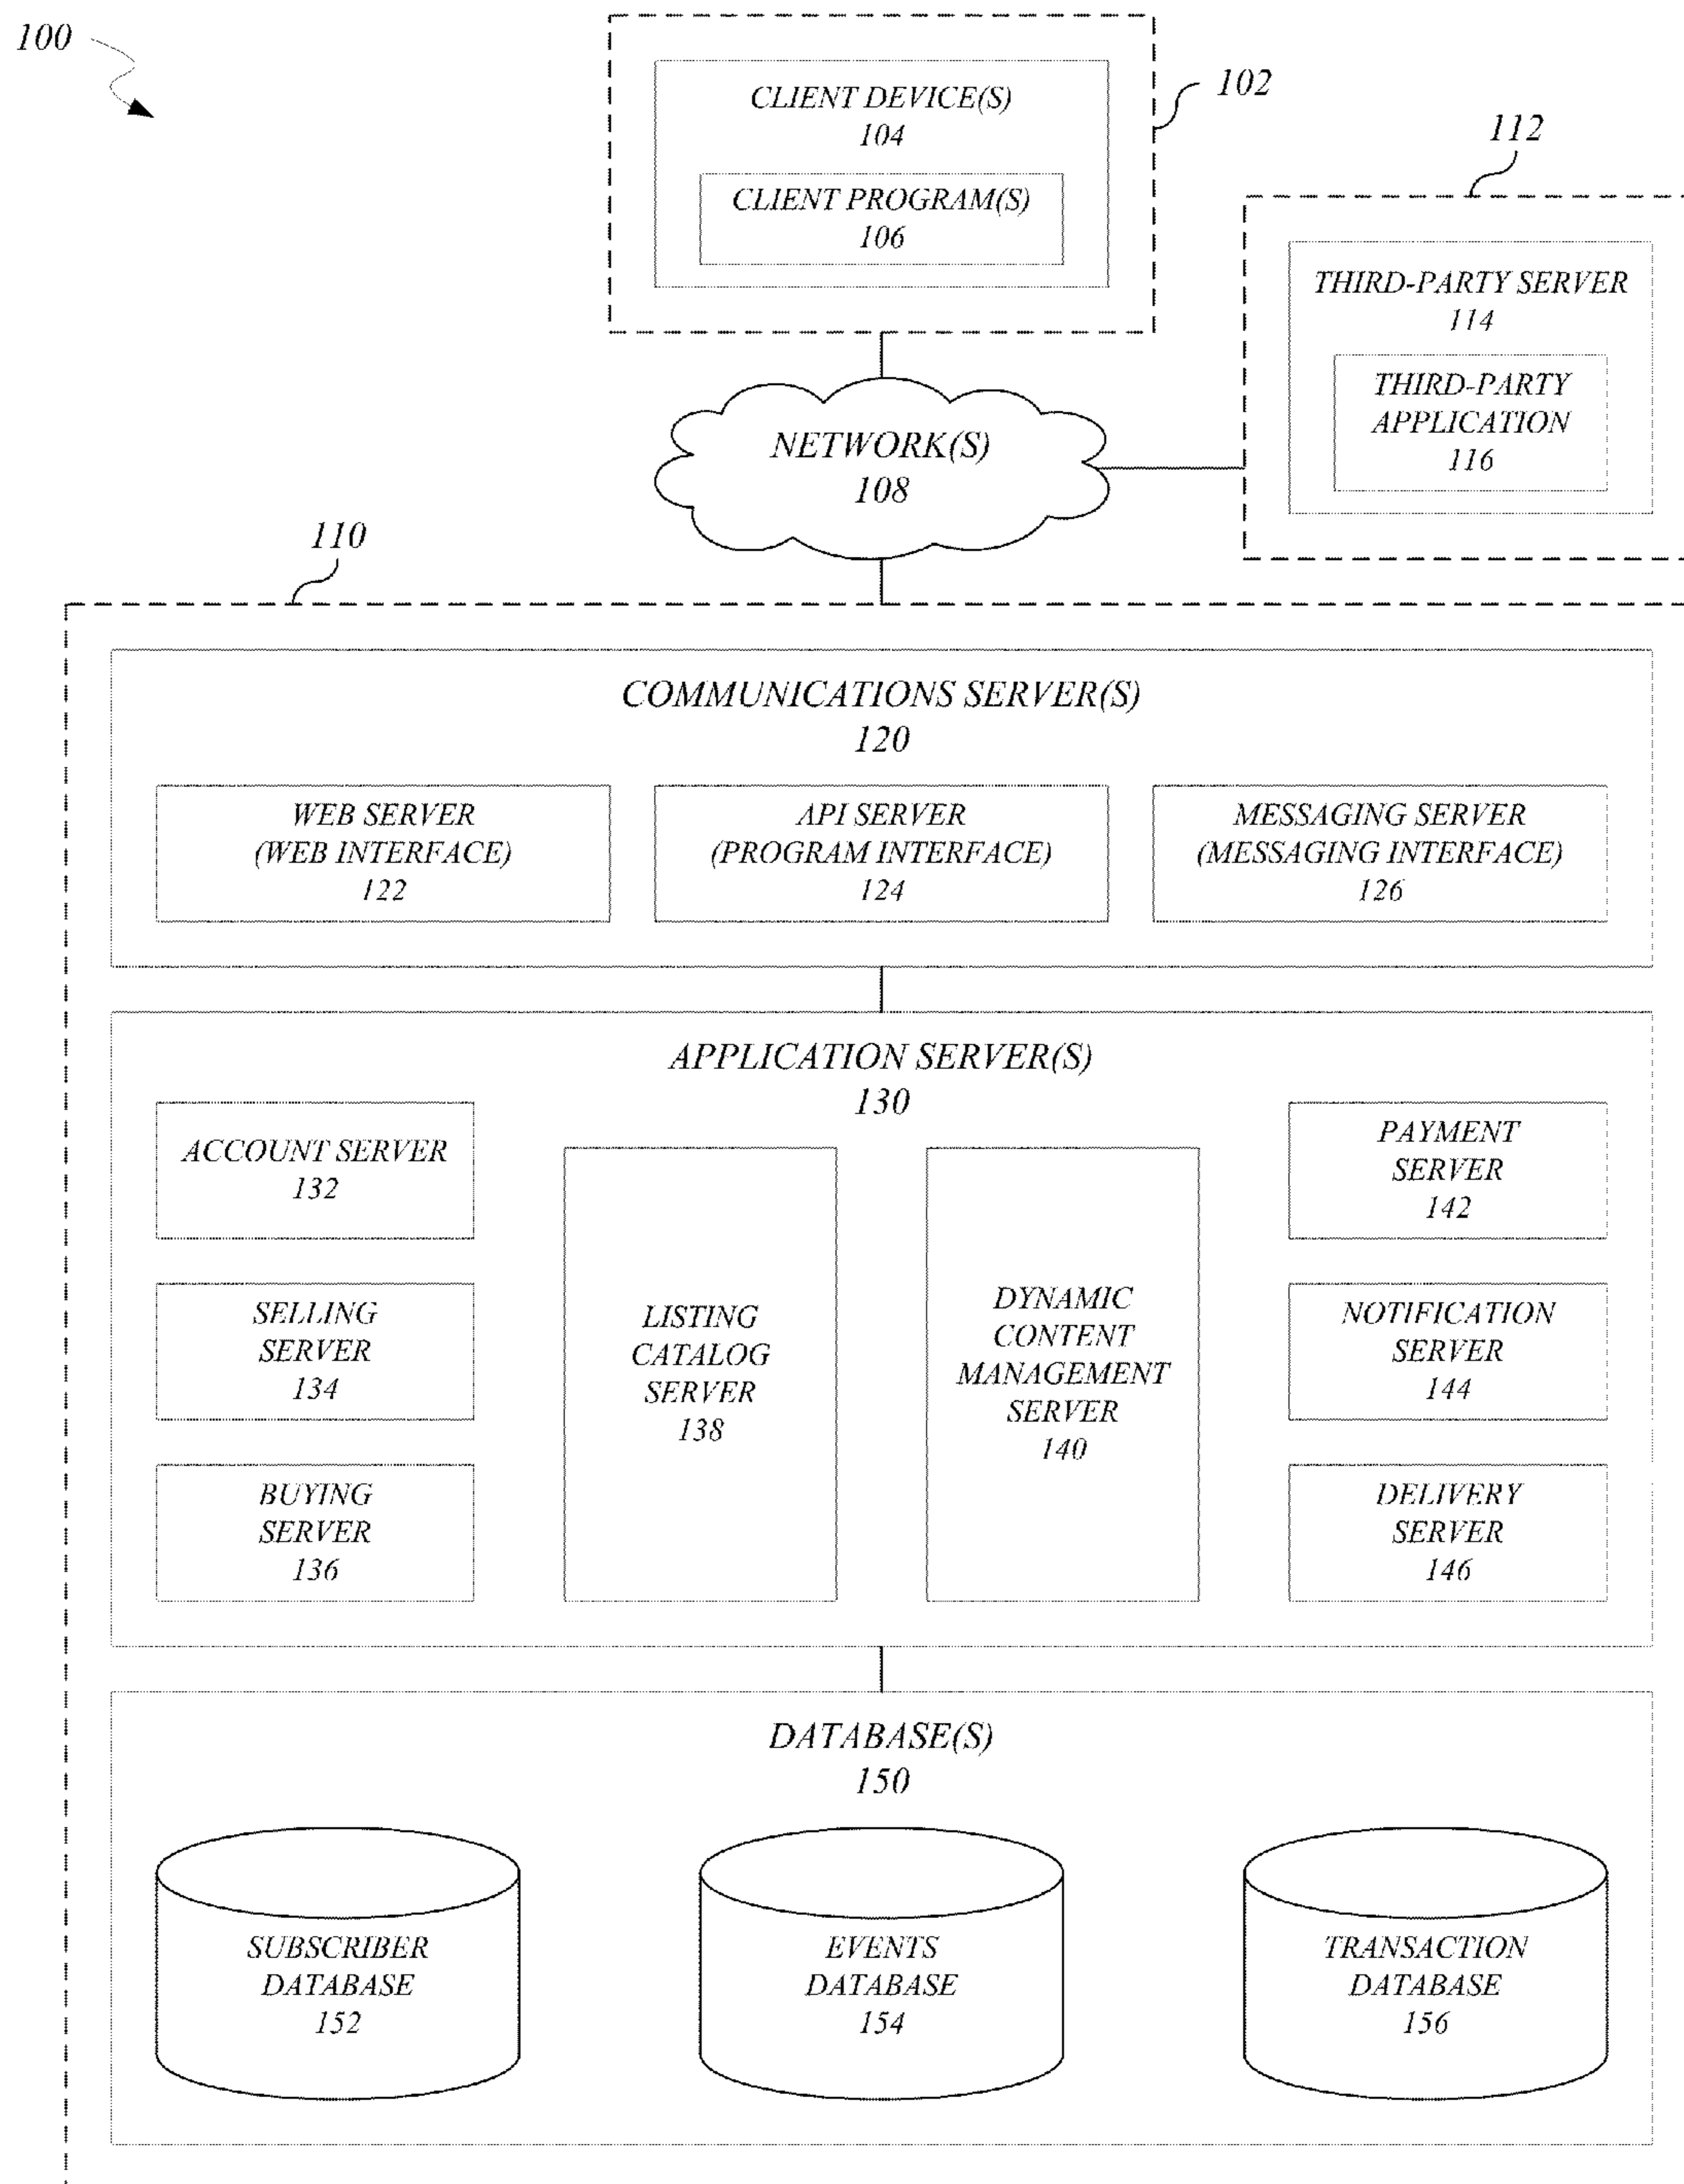 100
102
CLIENT DEVICE(S)
104
CLIENT PROGRAM(S)
106
112
THIRD-PARTY SERVER
114
THIRD-PARTY
APPLICATION
116
NETWORK(S)
108
110
COMMUNICATIONS SERVER(S)
120
WEB SERVER
(WEB INTERFACE)
122
API SERVER
(PROGRAM INTERFACE)
124
MESSAGING SERVER
(MESSAGING INTERFACE)
126
APPLICATION SERVER(S)
130
ACCOUNT SERVER
132
SELLING
SERVER
134
BUYING
SERVER
136
LISTING
CATALOG
SERVER
138
DYNAMIC
CONTENT
MANAGEMENT
SERVER
140
PAYMENT
SERVER
142
NOTIFICATION
SERVER
144
DELIVERY
SERVER
146
DATABASE(S)
150
SUBSCRIBER
DATABASE
152
EVENTS
DATABASE
154
TRANSACTION
DATABASE
156